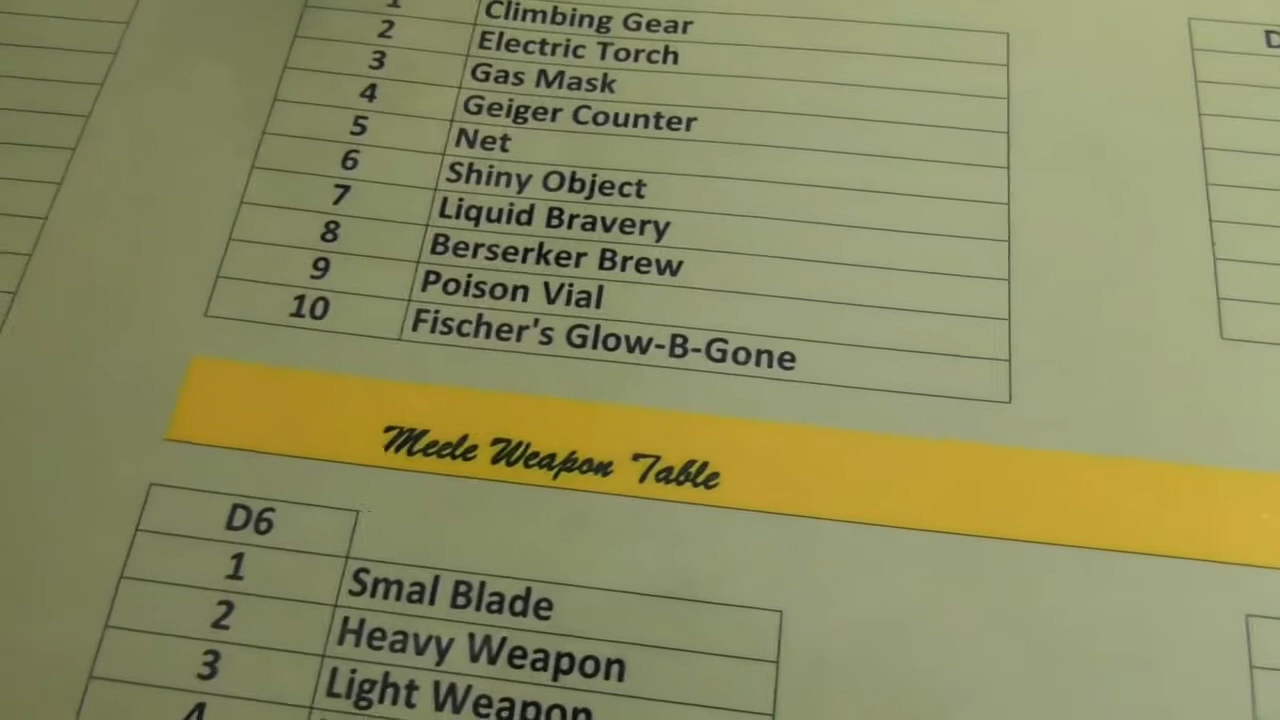 1 Climbing Gear
2 Electric Torch
3 Gas Mask
4 Geiger Counter
5 Net
6 Shiny Object
7 Liquid Bravery
8 Berserker Brew
9 Poison Vial
10 Fischer's Glow-B-Gone
Meele Weapon Table
D6
1 Smal Blade
2 Heavy Weapon
3 Light Weapon
4